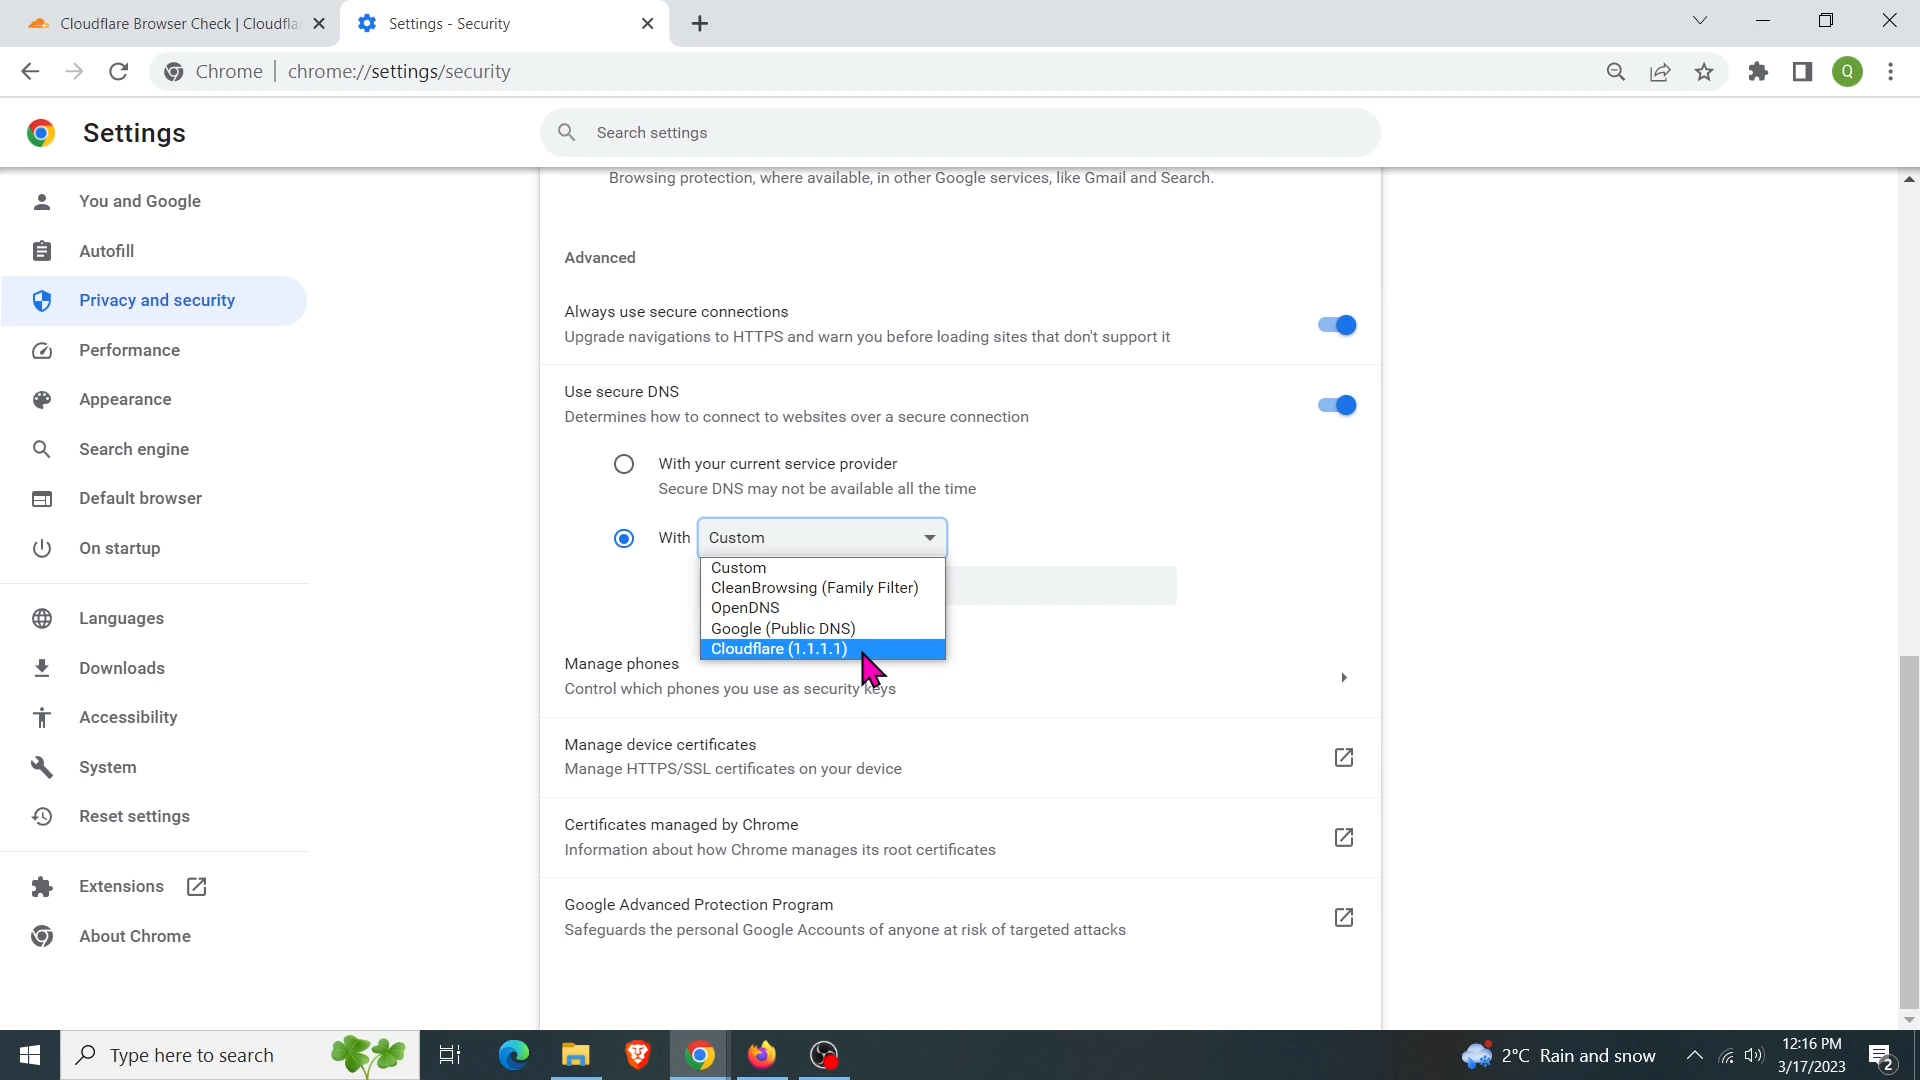 Cloudflare Browser Check | Cloudfla
Settings - Security
Chrome
chrome://settings/security
Q
Settings
Search settings
You and Google
Autofill
Privacy and security
Performance
Appearance
Search engine
Default browser
On startup
Languages
Downloads
Accessibility
System
Reset settings
Extensions
About Chrome
Browsing protection, where available, in other Google services, like Gmail and Search.
Advanced
Always use secure connections
Upgrade navigations to HTTPS and warn you before loading sites that don't support it
Use secure DNS
Determines how to connect to websites over a secure connection
With your current service provider
Secure DNS may not be available all the time
With Custom
Custom
CleanBrowsing (Family Filter)
OpenDNS
Google (Public DNS)
Cloudflare (1.1.1.1)
Manage phones
Control which phones you use as security keys
Manage device certificates
Manage HTTPS/SSL certificates on your device
Certificates managed by Chrome
Information about how Chrome manages its root certificates
Google Advanced Protection Program
Safeguards the personal Google Accounts of anyone at risk of targeted attacks
Type here to search
2°C Rain and snow
12:16 PM
3/17/2023
2